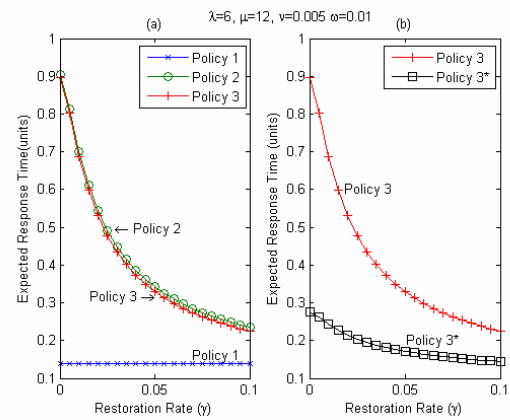 λ=6, μ=12, ν=0.005 ω=0.01
(a)
Policy 1
Policy 2
Policy 3
Policy 2
Policy 3
Policy 1
1
0.9
0.8
0.7
0.6
0.5
0.4
0.3
0.2
0.1
0
0.05
0.1
Expected Response Time(units)
Restoration Rate (γ)
(b)
Policy 3
Policy 3*
Policy 3
Policy 3*
1
0.9
0.8
0.7
0.6
0.5
0.4
0.3
0.2
0.1
0
0.05
0.1
Expected Response Time (units)
Restoration Rate (γ)